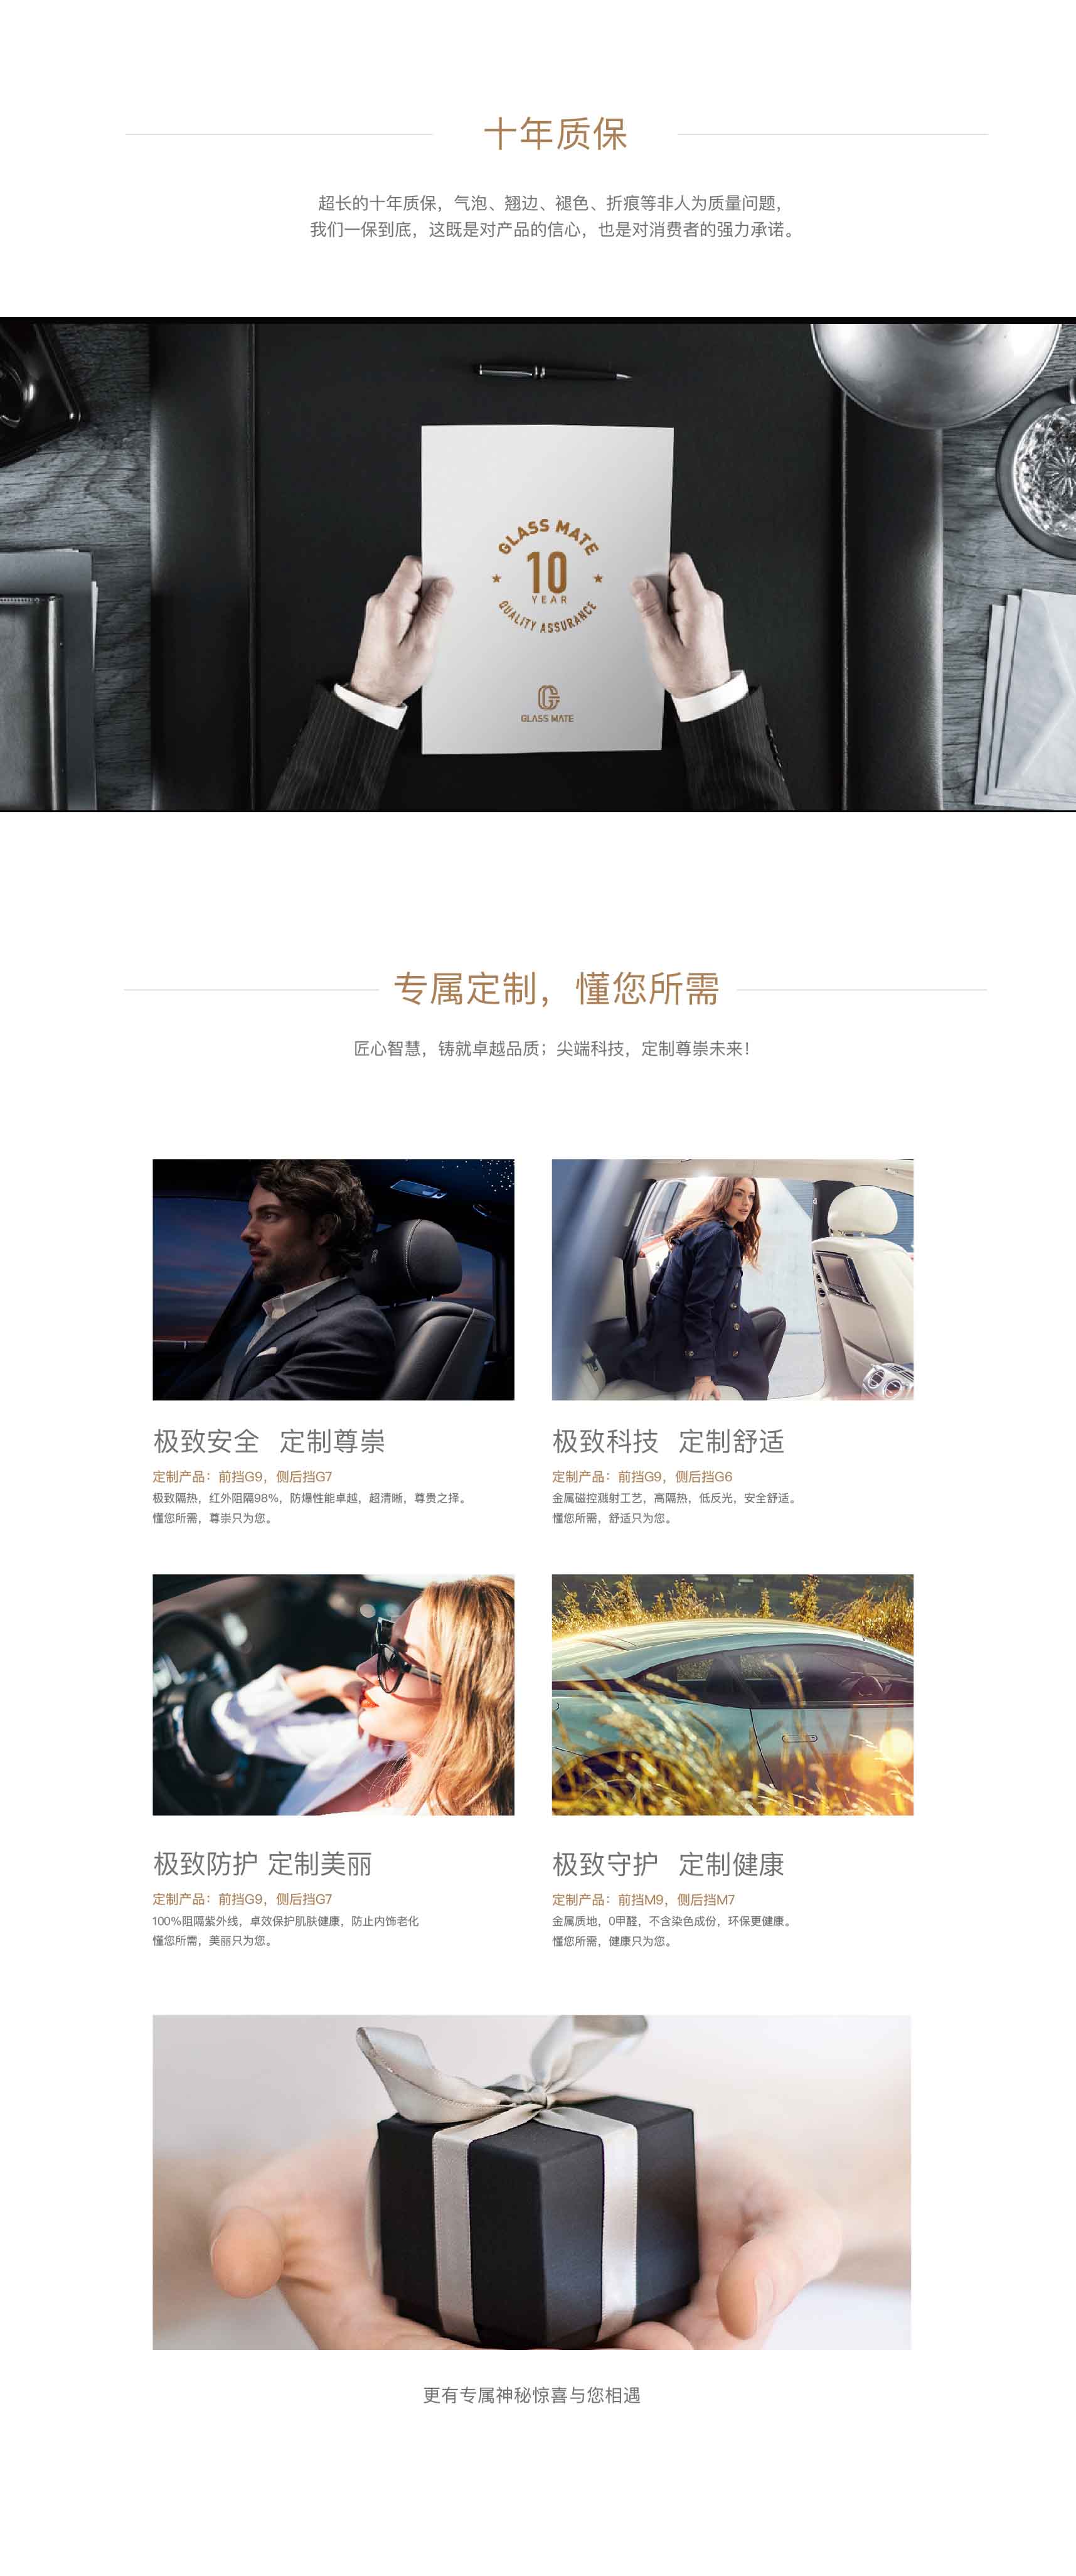 十年质保
超长的十年质保，气泡、翘边、褪色、折痕等非人为质量问题，
我们一保到底，这既是对产品的信心，也是对消费者的强力承诺。
GLASS MATE
10
YEAR
QUALITY ASSURANCE
GLASS MATE
专属定制，懂您所需
匠心智慧，铸就卓越品质；尖端科技，定制尊崇未来！
极致安全 定制尊崇
定制产品：前挡G9，侧后挡G7
极致隔热，红外阻隔98%，防爆性能卓越，超清晰，尊贵之择。
懂您所需，尊崇只为您。
极致科技 定制舒适
定制产品：前挡G9，侧后挡G6
金属磁控溅射工艺，高隔热，低反光，安全舒适。
懂您所需，舒适只为您。
极致防护 定制美丽
定制产品：前挡G9，侧后挡G7
100%阻隔紫外线，卓效保护肌肤健康，防止内饰老化
懂您所需，美丽只为您。
极致守护 定制健康
定制产品：前挡M9，侧后挡M7
金属质地，0甲醛，不含染色成份，环保更健康。
懂您所需，健康只为您。
更有专属神秘惊喜与您相遇